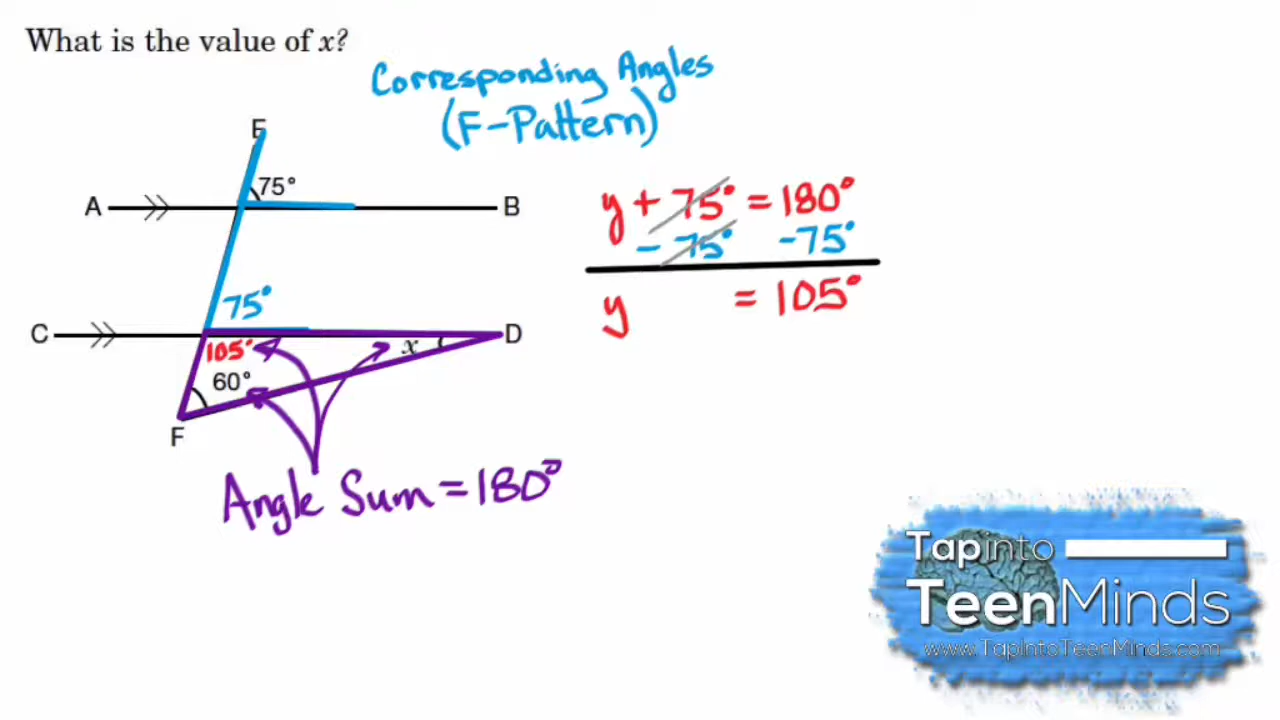 What is the value of x?
Corresponding Angles
(F-Pattern)
E
75°
A
B
y + 75° = 180°
- 75° -75°
y = 105°
75°
C
D
105°
x
60°
F
Angle Sum = 180°
Tap into
TeenMinds
www.TapIntoTeenMinds.com